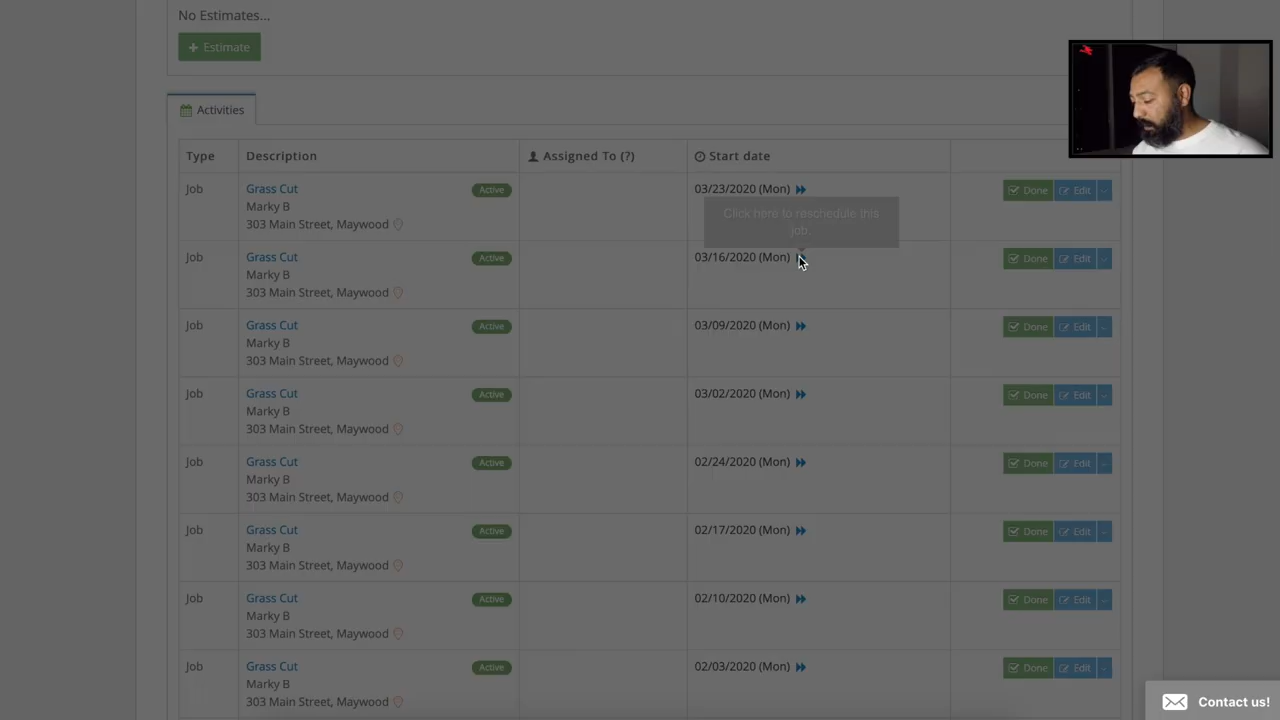 No Estimates...
Estimate
Activities
Type Description Assigned To (?) Start date
Job Grass Cut Active 03/23/2020 (Mon) Done Edit
Marky B
303 Main Street, Maywood
Click here to reschedule this
job.
Job Grass Cut Active 03/16/2020 (Mon) Done Edit
Marky B
303 Main Street, Maywood
Job Grass Cut Active 03/09/2020 (Mon) Done Edit
Marky B
303 Main Street, Maywood
Job Grass Cut Active 03/02/2020 (Mon) Done Edit
Marky B
303 Main Street, Maywood
Job Grass Cut Active 02/24/2020 (Mon) Done Edit
Marky B
303 Main Street, Maywood
Job Grass Cut Active 02/17/2020 (Mon) Done Edit
Marky B
303 Main Street, Maywood
Job Grass Cut Active 02/10/2020 (Mon) Done Edit
Marky B
303 Main Street, Maywood
Job Grass Cut Active 02/03/2020 (Mon) Done Edit
Marky B
303 Main Street, Maywood
Contact us!